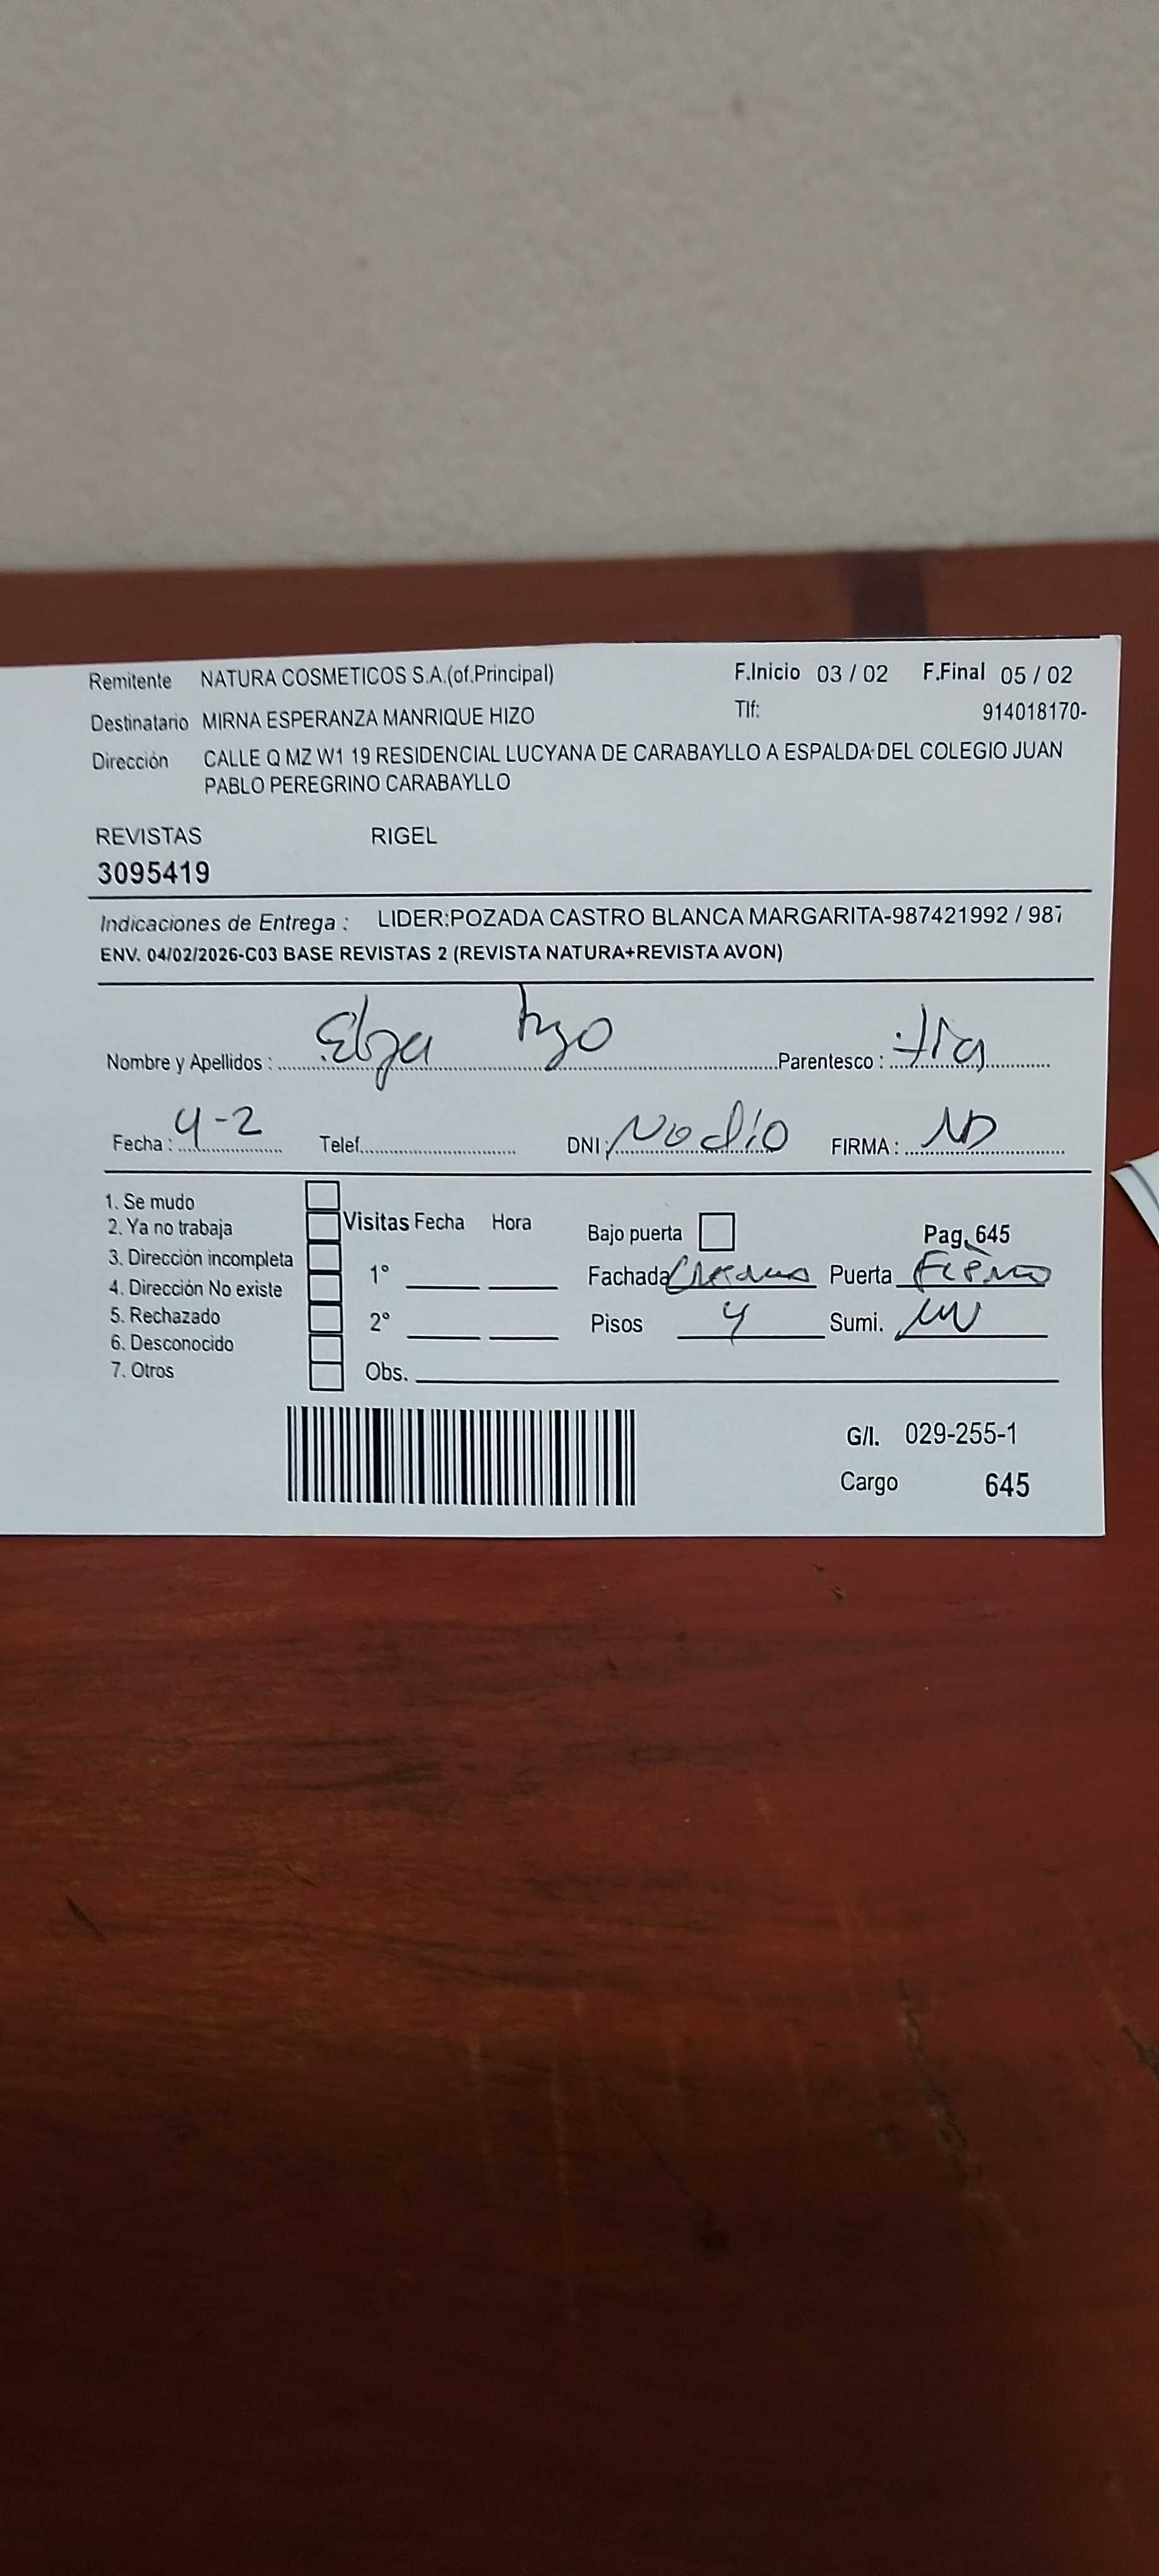 Remitente NATURA COSMETICOS S.A.(of.Principal) F.Inicio 03 / 02 F.Final 05 / 02
Destinatario MIRNA ESPERANZA MANRIQUE HIZO Tlf: 914018170-
Dirección CALLE Q MZ W1 19 RESIDENCIAL LUCYANA DE CARABAYLLO A ESPALDA DEL COLEGIO JUAN
PABLO PEREGRINO CARABAYLLO
REVISTAS RIGEL
3095419
Indicaciones de Entrega : LIDER:POZADA CASTRO BLANCA MARGARITA-987421992 / 987
ENV. 04/02/2026-C03 BASE REVISTAS 2 (REVISTA NATURA+REVISTA AVON)
Nombre y Apellidos : Elga hizo Parentesco : tia
Fecha : 4-2 Telef. DNI : No dio FIRMA :
1. Se mudo
2. Ya no trabaja Visitas Fecha Hora Bajo puerta Pag. 645
3. Dirección incompleta 1° Fachada Puerta Fierro
4. Dirección No existe
5. Rechazado 2° Pisos 4 Sumi.
6. Desconocido
7. Otros Obs.
G/I. 029-255-1
Cargo 645